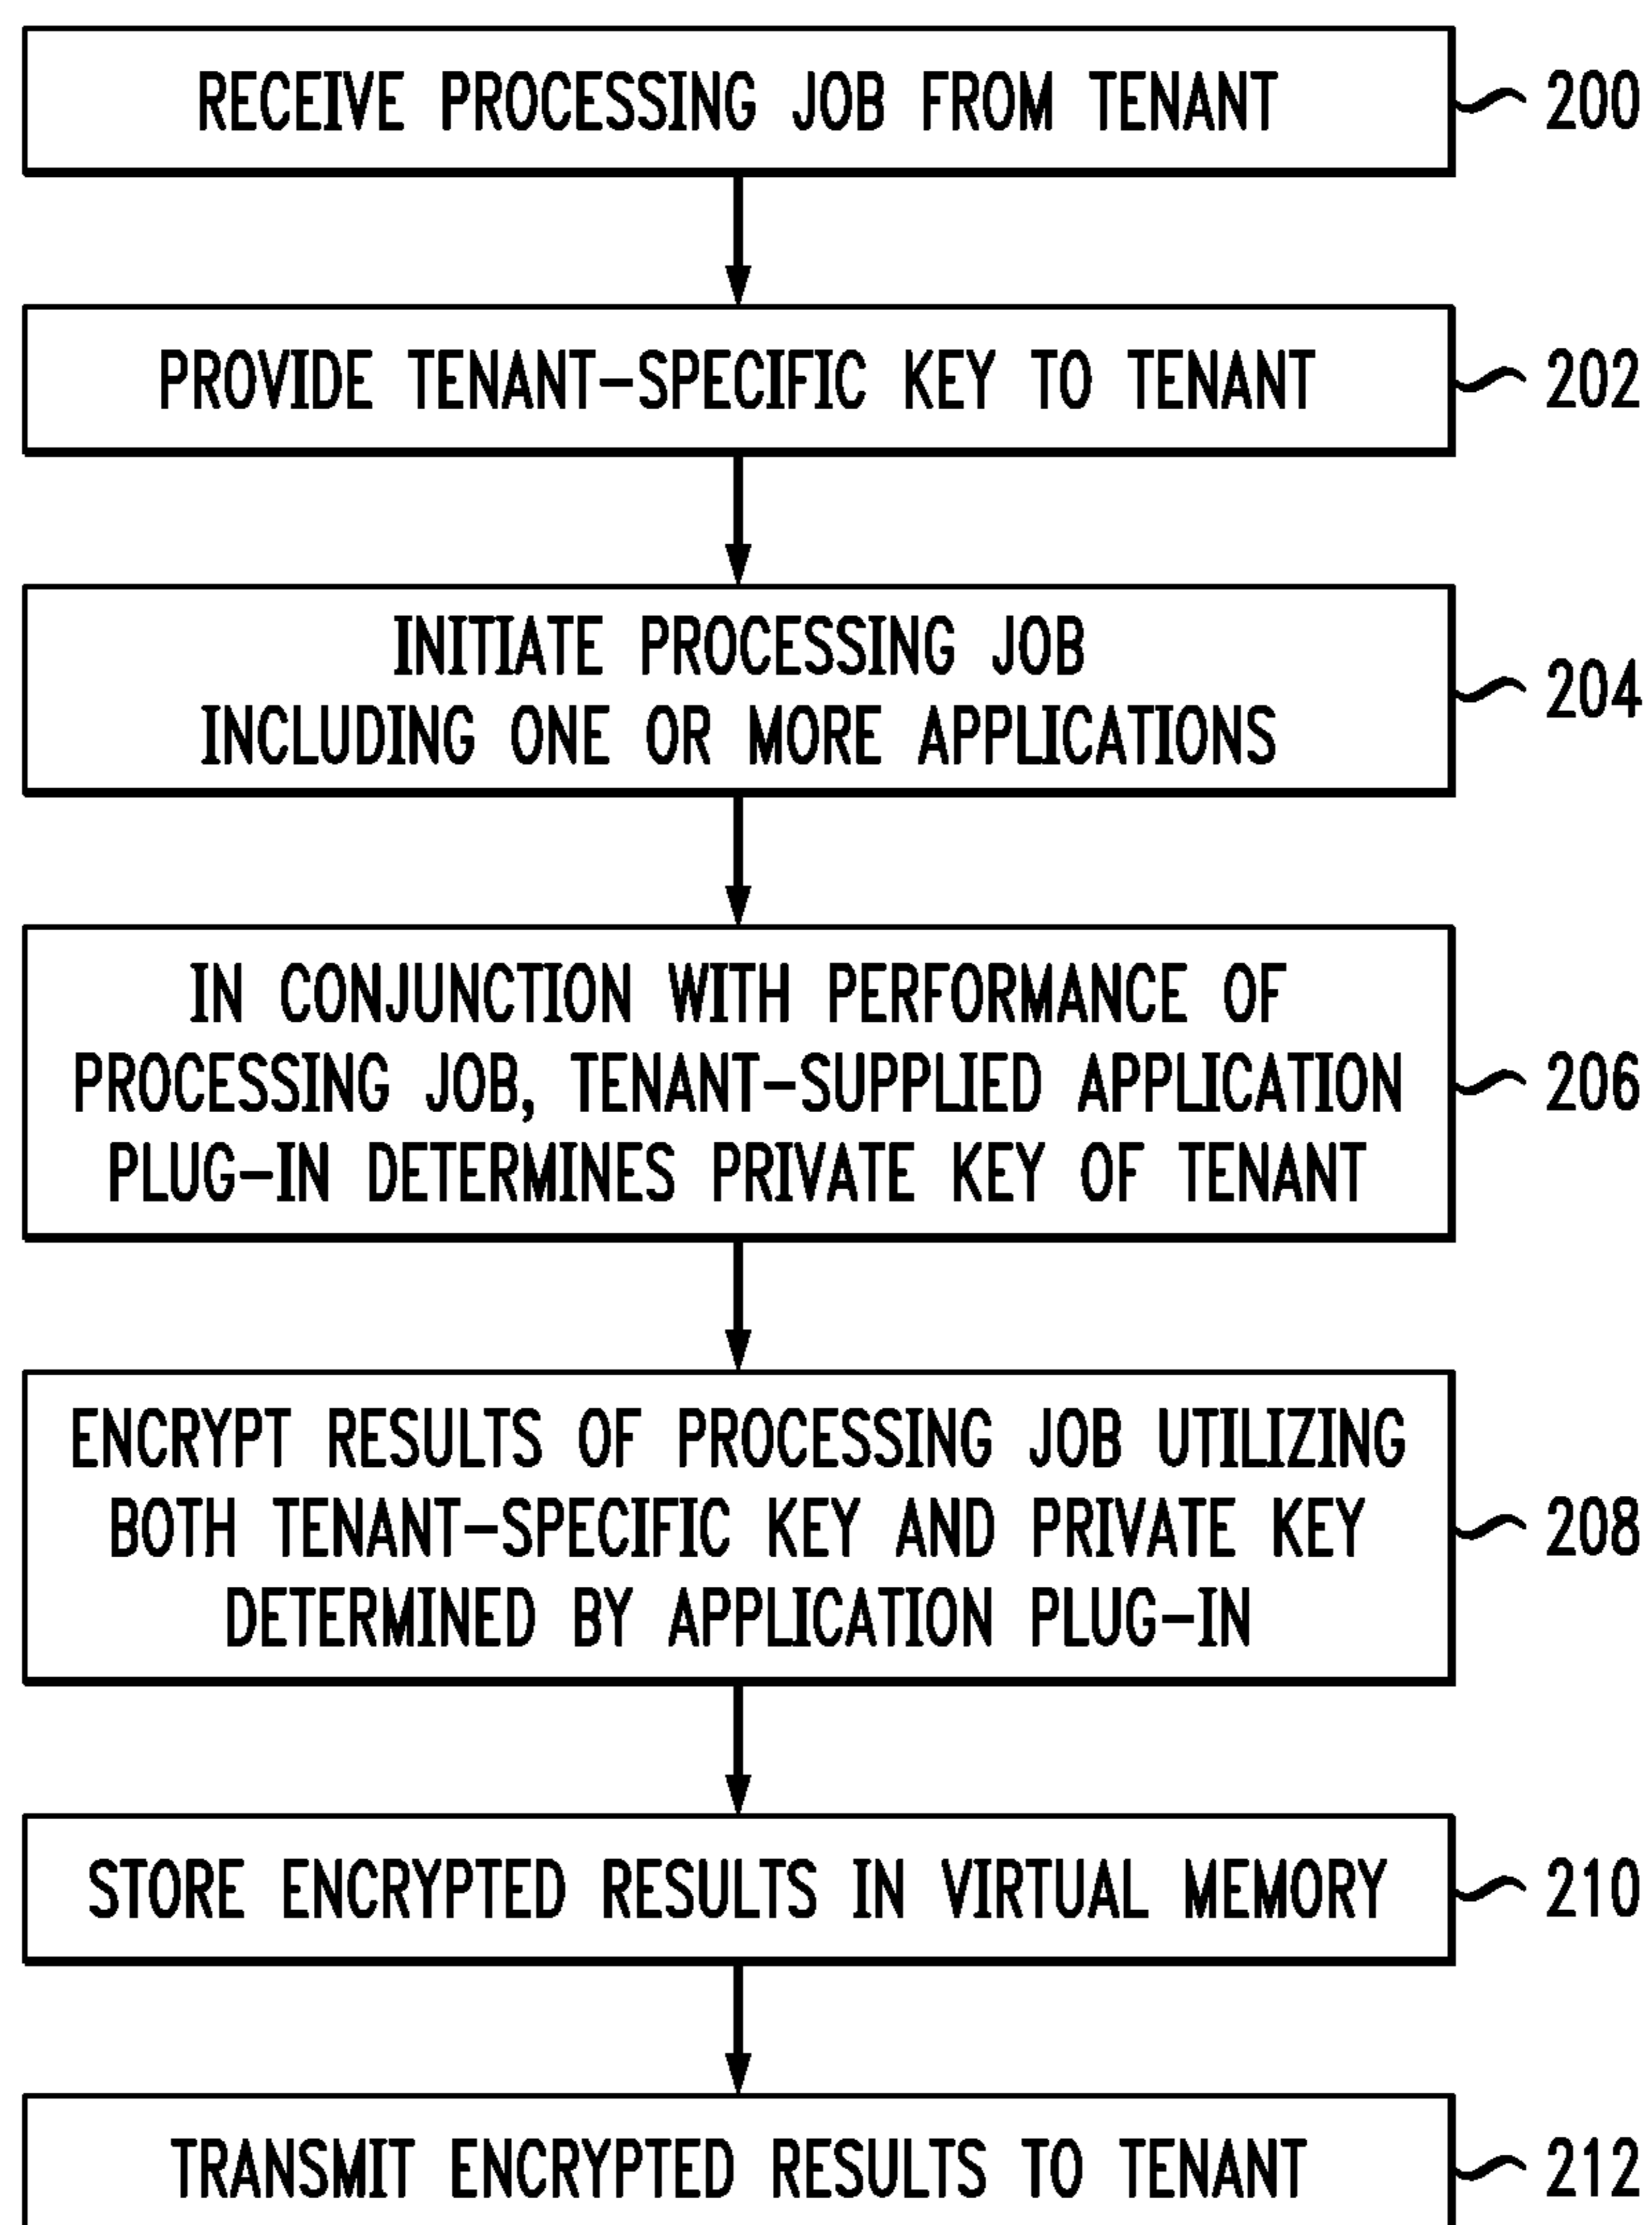 RECEIVE PROCESSING JOB FROM TENANT
200
PROVIDE TENANT-SPECIFIC KEY TO TENANT
202
INITIATE PROCESSING JOB
INCLUDING ONE OR MORE APPLICATIONS
204
IN CONJUNCTION WITH PERFORMANCE OF
PROCESSING JOB, TENANT-SUPPLIED APPLICATION
PLUG-IN DETERMINES PRIVATE KEY OF TENANT
206
ENCRYPT RESULTS OF PROCESSING JOB UTILIZING
BOTH TENANT-SPECIFIC KEY AND PRIVATE KEY
DETERMINED BY APPLICATION PLUG-IN
208
STORE ENCRYPTED RESULTS IN VIRTUAL MEMORY
210
TRANSMIT ENCRYPTED RESULTS TO TENANT
212